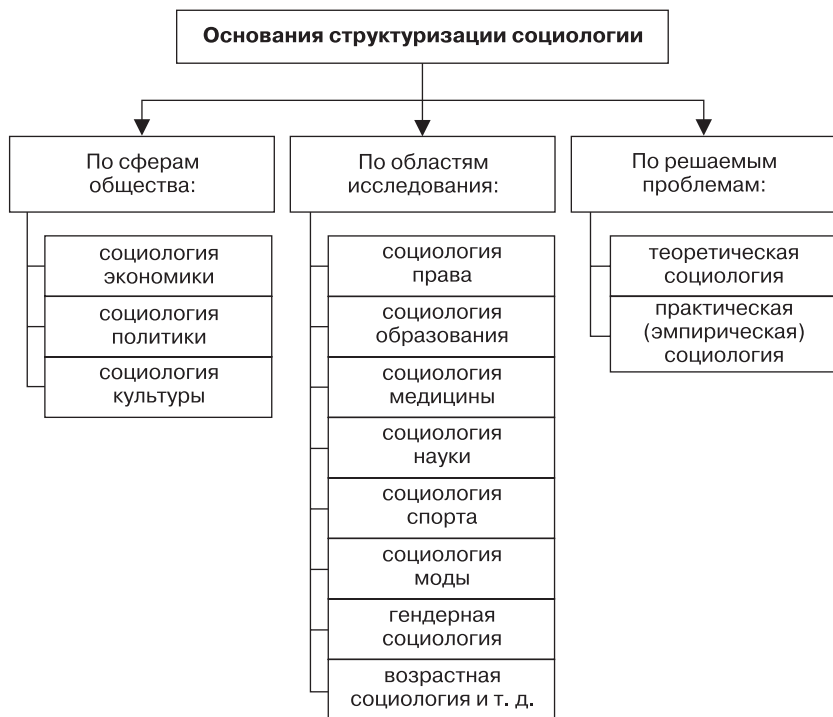 Основания структуризации социологии
По сферам
общества:
социология
экономики
социология
политики
социология
культуры
По областям
исследования:
социология
права
социология
образования
социология
медицины
социология
науки
социология
спорта
социология
моды
гендерная
социология
возрастная
социология и т. д.
По решаемым
проблемам:
теоретическая
социология
практическая
(эмпирическая)
социология